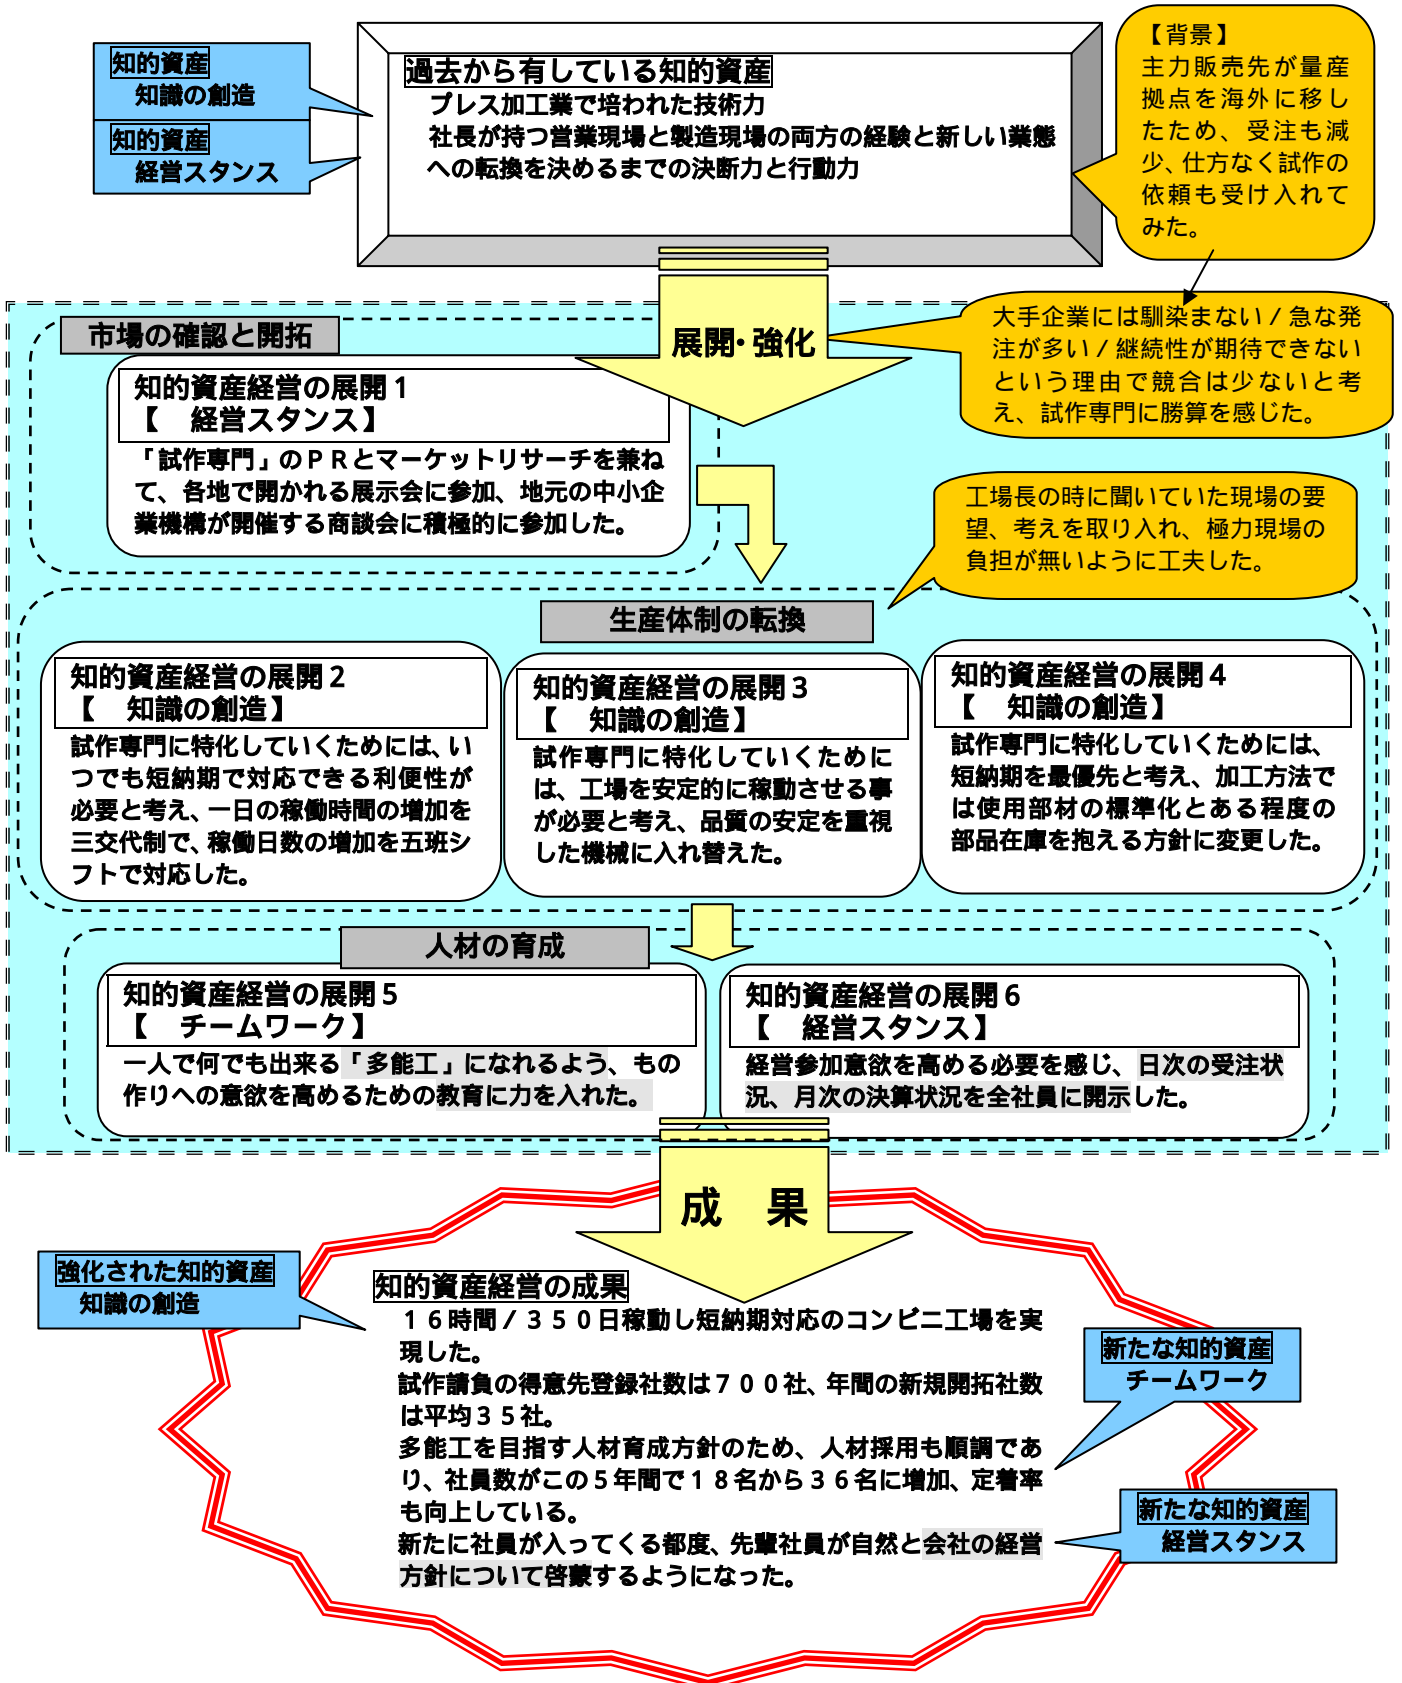 知的資産
知識の創造
知的資産
経営スタンス
過去から有している知的資産
プレス加工業で培われた技術力
社長が持つ営業現場と製造現場の両方の経験と新しい業態
への転換を決めるまでの決断力と行動力
【背景】
主力販売先が量産
拠点を海外に移し
たため、受注も減
少、仕方なく試作の
依頼も受け入れて
みた。
展開・強化
大手企業には馴染まない/急な発
注が多い/継続性が期待できない
という理由で競合は少ないと考
え、試作専門に勝算を感じた。
市場の確認と開拓
知的資産経営の展開1
【　経営スタンス】
「試作専門」のPRとマーケットリサーチを兼ね
て、各地で開かれる展示会に参加、地元の中小企
業機構が開催する商談会に積極的に参加した。
工場長の時に聞いていた現場の要
望、考えを取り入れ、極力現場の
負担が無いように工夫した。
生産体制の転換
知的資産経営の展開2
【　知識の創造】
試作専門に特化していくためには、い
つでも短納期で対応できる利便性が
必要と考え、一日の稼働時間の増加を
三交代制で、稼働日数の増加を五班シ
フトで対応した。
知的資産経営の展開3
【　知識の創造】
試作専門に特化していくために
は、工場を安定的に稼動させる事
が必要と考え、品質の安定を重視
した機械に入れ替えた。
知的資産経営の展開4
【　知識の創造】
試作専門に特化していくためには、
短納期を最優先と考え、加工方法で
は使用部材の標準化とある程度の
部品在庫を抱える方針に変更した。
人材の育成
知的資産経営の展開5
【　チームワーク】
一人で何でも出来る「多能工」になれるよう、もの
作りへの意欲を高めるための教育に力を入れた。
知的資産経営の展開6
【　経営スタンス】
経営参加意欲を高める必要を感じ、日次の受注状
況、月次の決算状況を全社員に開示した。
成　果
強化された知的資産
知識の創造
知的資産経営の成果
16時間/350日稼動し短納期対応のコンビニ工場を実
現した。
試作請負の得意先登録社数は700社、年間の新規開拓社数
は平均35社。
多能工を目指す人材育成方針のため、人材採用も順調であ
り、社員数がこの5年間で18名から36名に増加、定着率
も向上している。
新たに社員が入ってくる都度、先輩社員が自然と会社の経営
方針について啓蒙するようになった。
新たな知的資産
チームワーク
新たな知的資産
経営スタンス